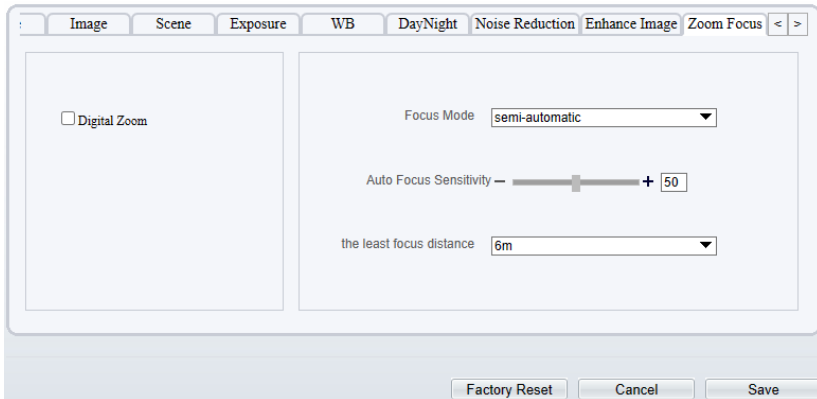 Image Scene Exposure WB DayNight Noise Reduction Enhance Image Zoom Focus < >
Digital Zoom
Focus Mode semi-automatic
Auto Focus Sensitivity − + 50
the least focus distance 6m
Factory Reset Cancel Save